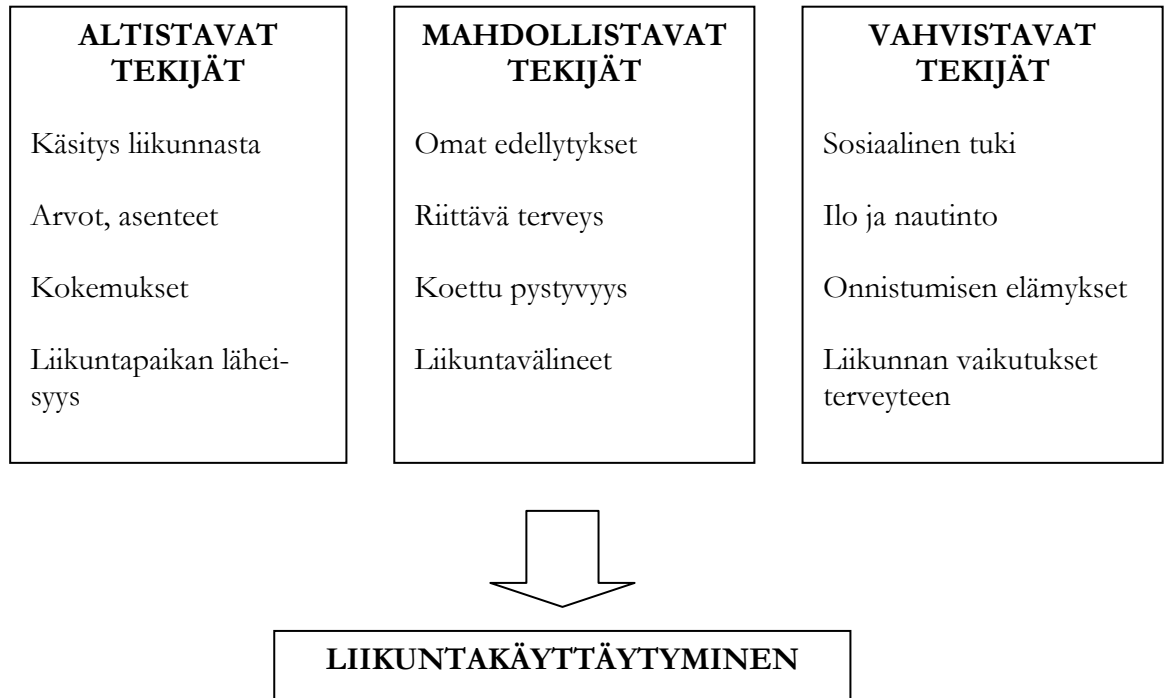 ALTISTAVAT
TEKIJÄT
Käsitys liikunnasta
Arvot, asenteet
Kokemukset
Liikuntapaikan lähei-
syys
MAHDOLLISTAVAT
TEKIJÄT
Omat edellytykset
Riittävä terveys
Koettu pystyvyys
Liikuntavälineet
VAHVISTAVAT
TEKIJÄT
Sosiaalinen tuki
Ilo ja nautinto
Onnistumisen elämykset
Liikunnan vaikutukset
terveyteen
LIIKUNTAKÄYTTÄYTYMINEN